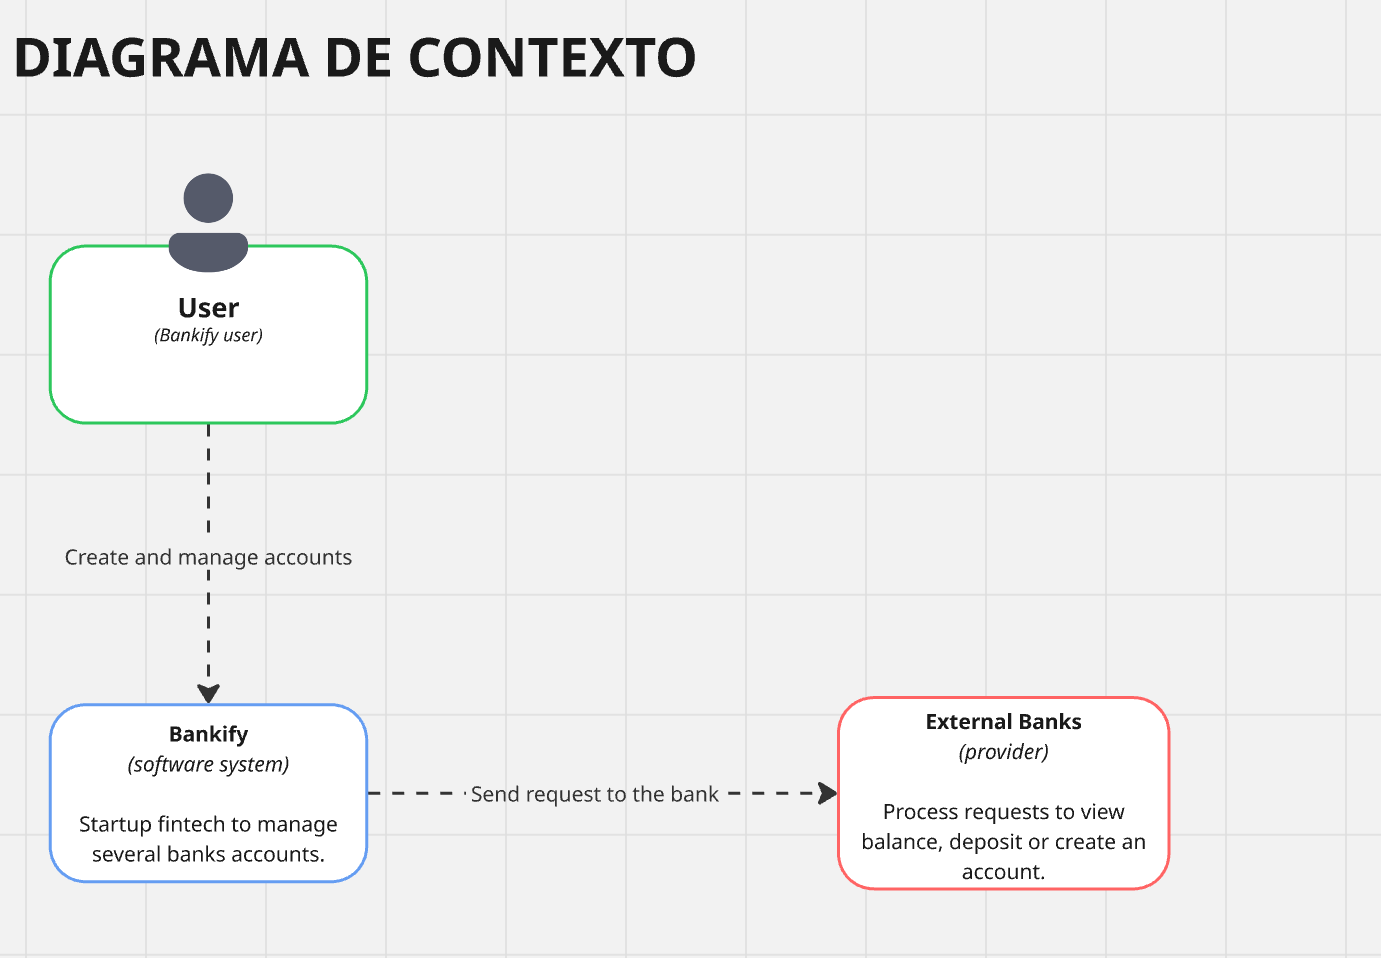 DIAGRAMA DE CONTEXTO
User
(Bankify user)
Create and manage accounts
Bankify
(software system)
Startup fintech to manage
several banks accounts.
Send request to the bank
External Banks
(provider)
Process requests to view
balance, deposit or create an
account.